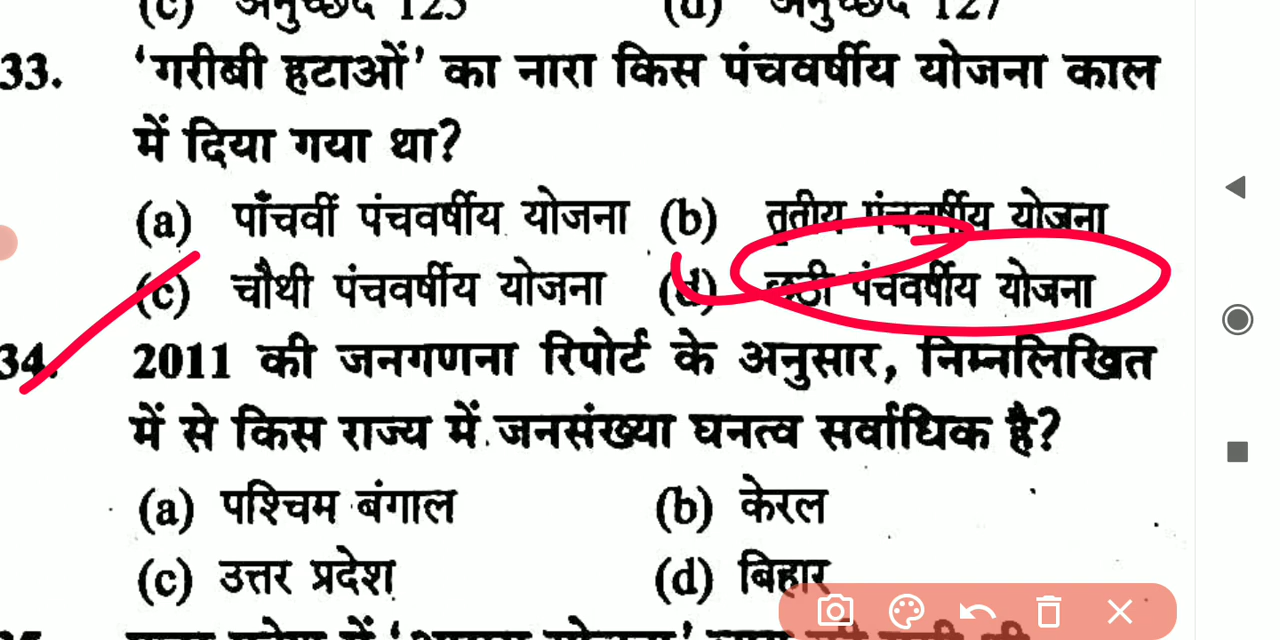 (c) अनुच्छेद 125 (d) अनुच्छेद 127
33. ‘गरीबी हटाओं’ का नारा किस पंचवर्षीय योजना काल
में दिया गया था?
(a) पाँचवीं पंचवर्षीय योजना (b) तृतीय पंचवर्षीय योजना
(c) चौथी पंचवर्षीय योजना (d) छठी पंचवर्षीय योजना
34. 2011 की जनगणना रिपोर्ट के अनुसार, निम्नलिखित
में से किस राज्य में जनसंख्या घनत्व सर्वाधिक है?
(a) पश्चिम बंगाल (b) केरल
(c) उत्तर प्रदेश (d) बिहार